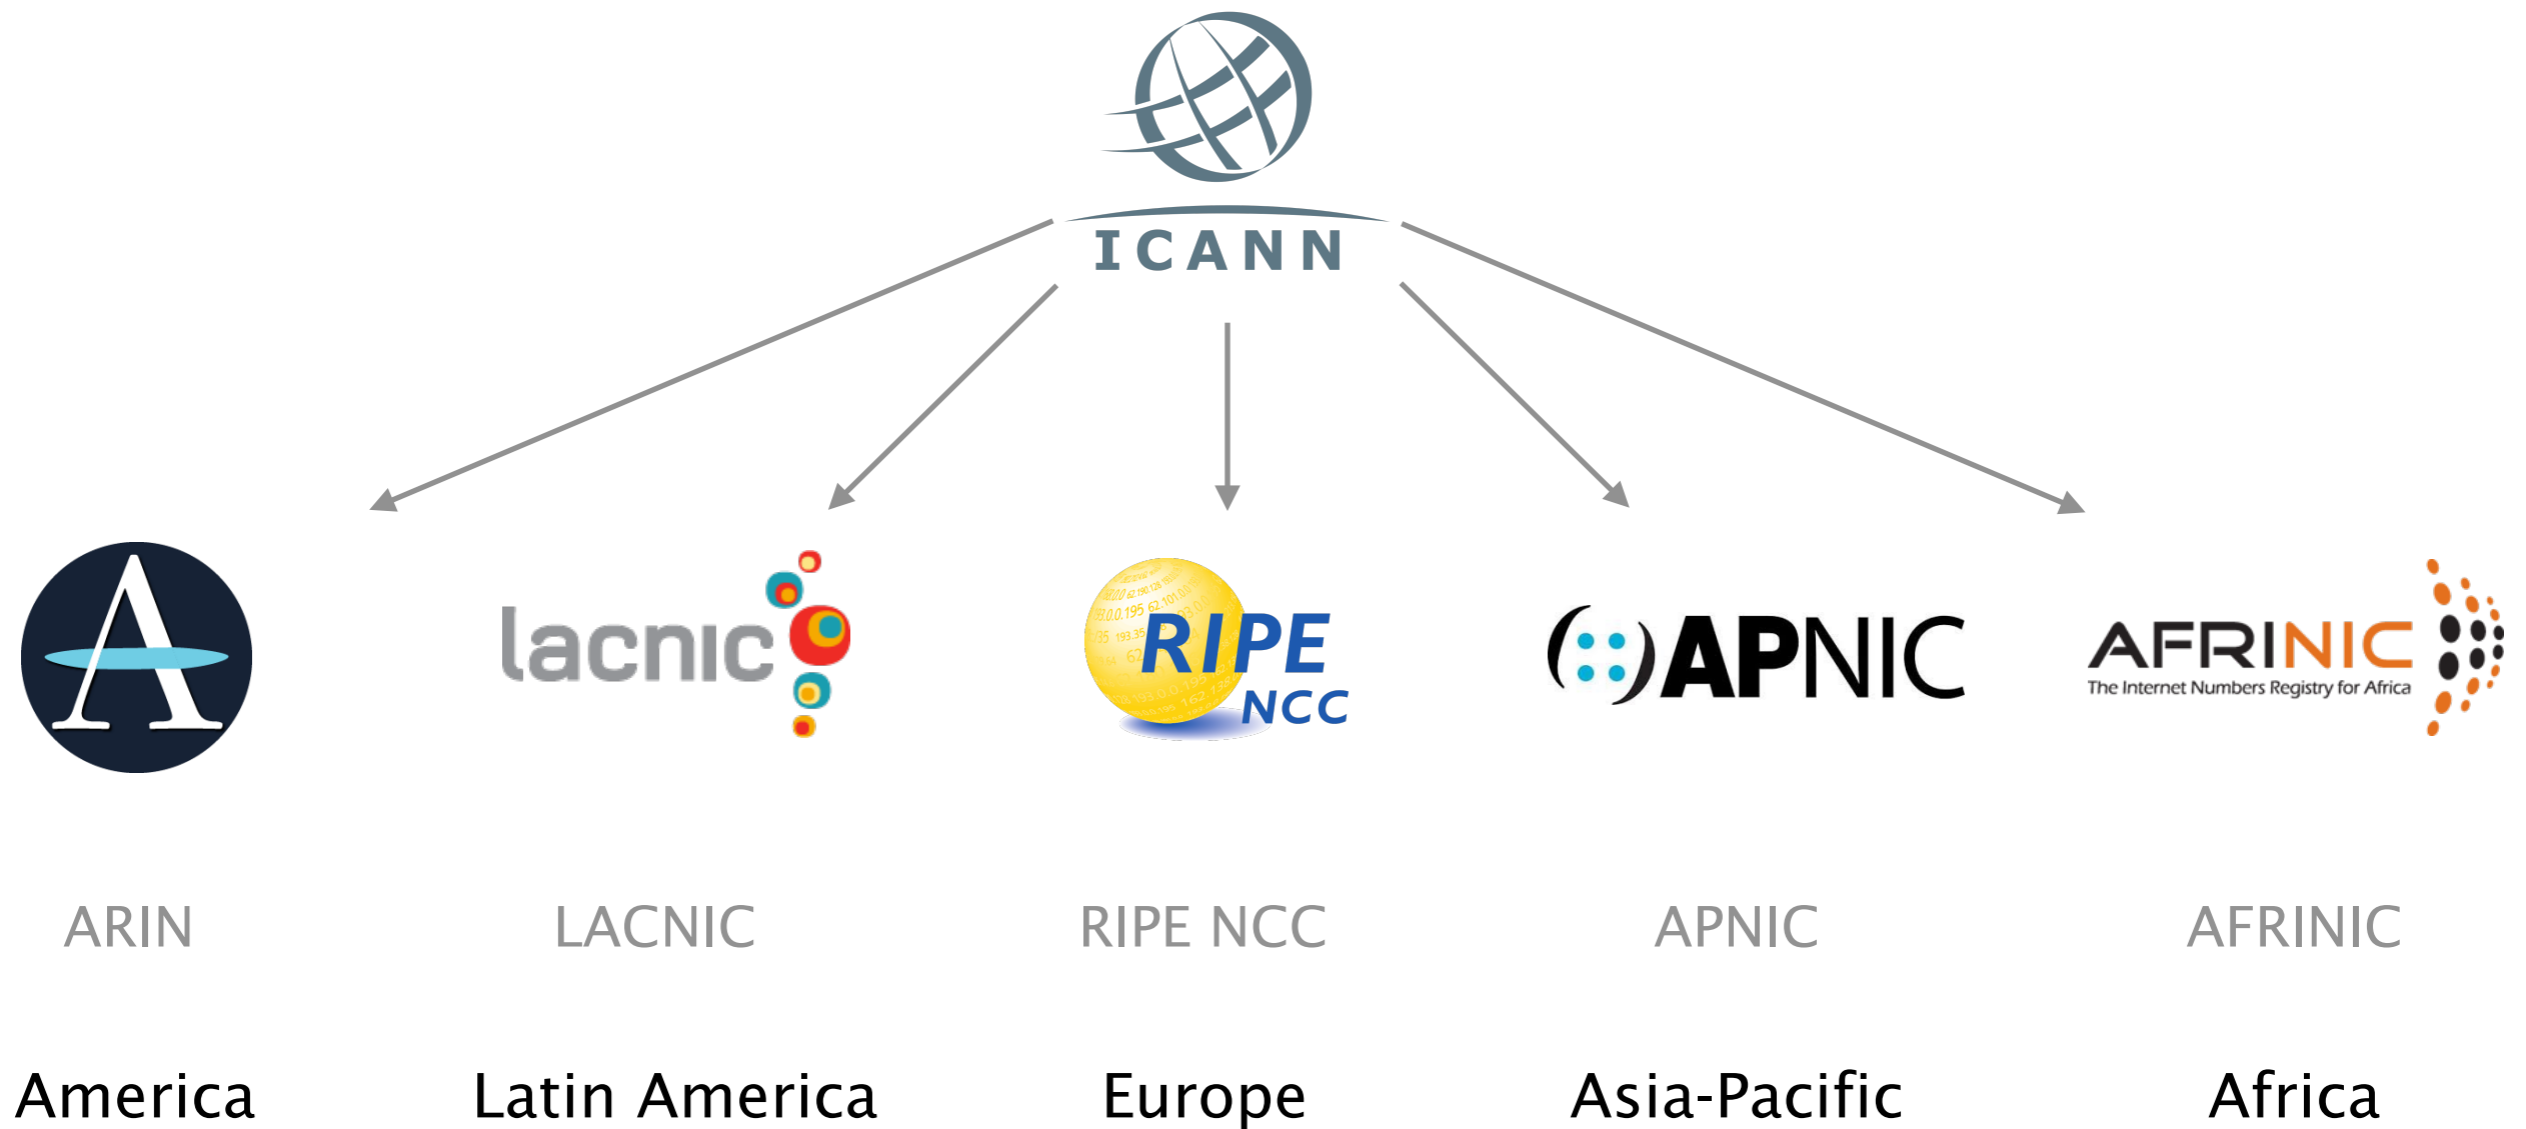 ICANN
lacnic
RIPE
NCC
APNIC
AFRINIC
The Internet Numbers Registry for Africa
ARIN LACNIC RIPE NCC APNIC AFRINIC
America Latin America Europe Asia-Pacific Africa